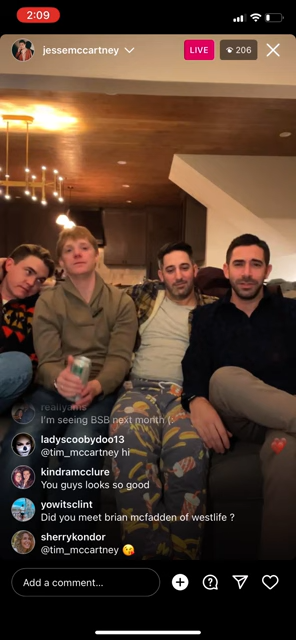 2:09
jessemccartney
LIVE
206
reallyams
I'm seeing BSB next month (:
ladyscoobydoo13
@tim_mccartney hi
kindramcclure
You guys looks so good
yowitsclint
Did you meet brian mcfadden of westlife ?
sherrykondor
@tim_mccartney 😘
Add a comment...